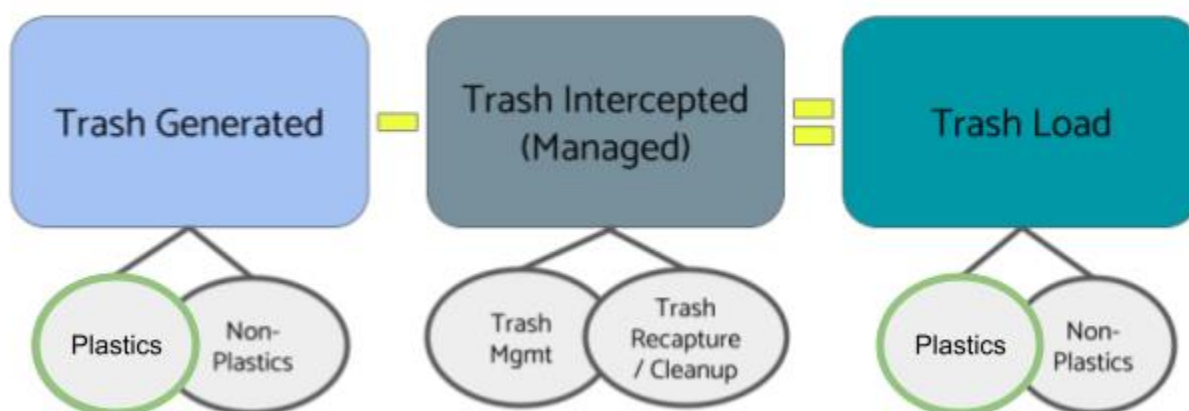 Trash Generated
Trash Intercepted
(Managed)
Trash Load
Plastics
Non-
Plastics
Trash
Mgmt
Trash
Recapture
/ Cleanup
Plastics
Non-
Plastics